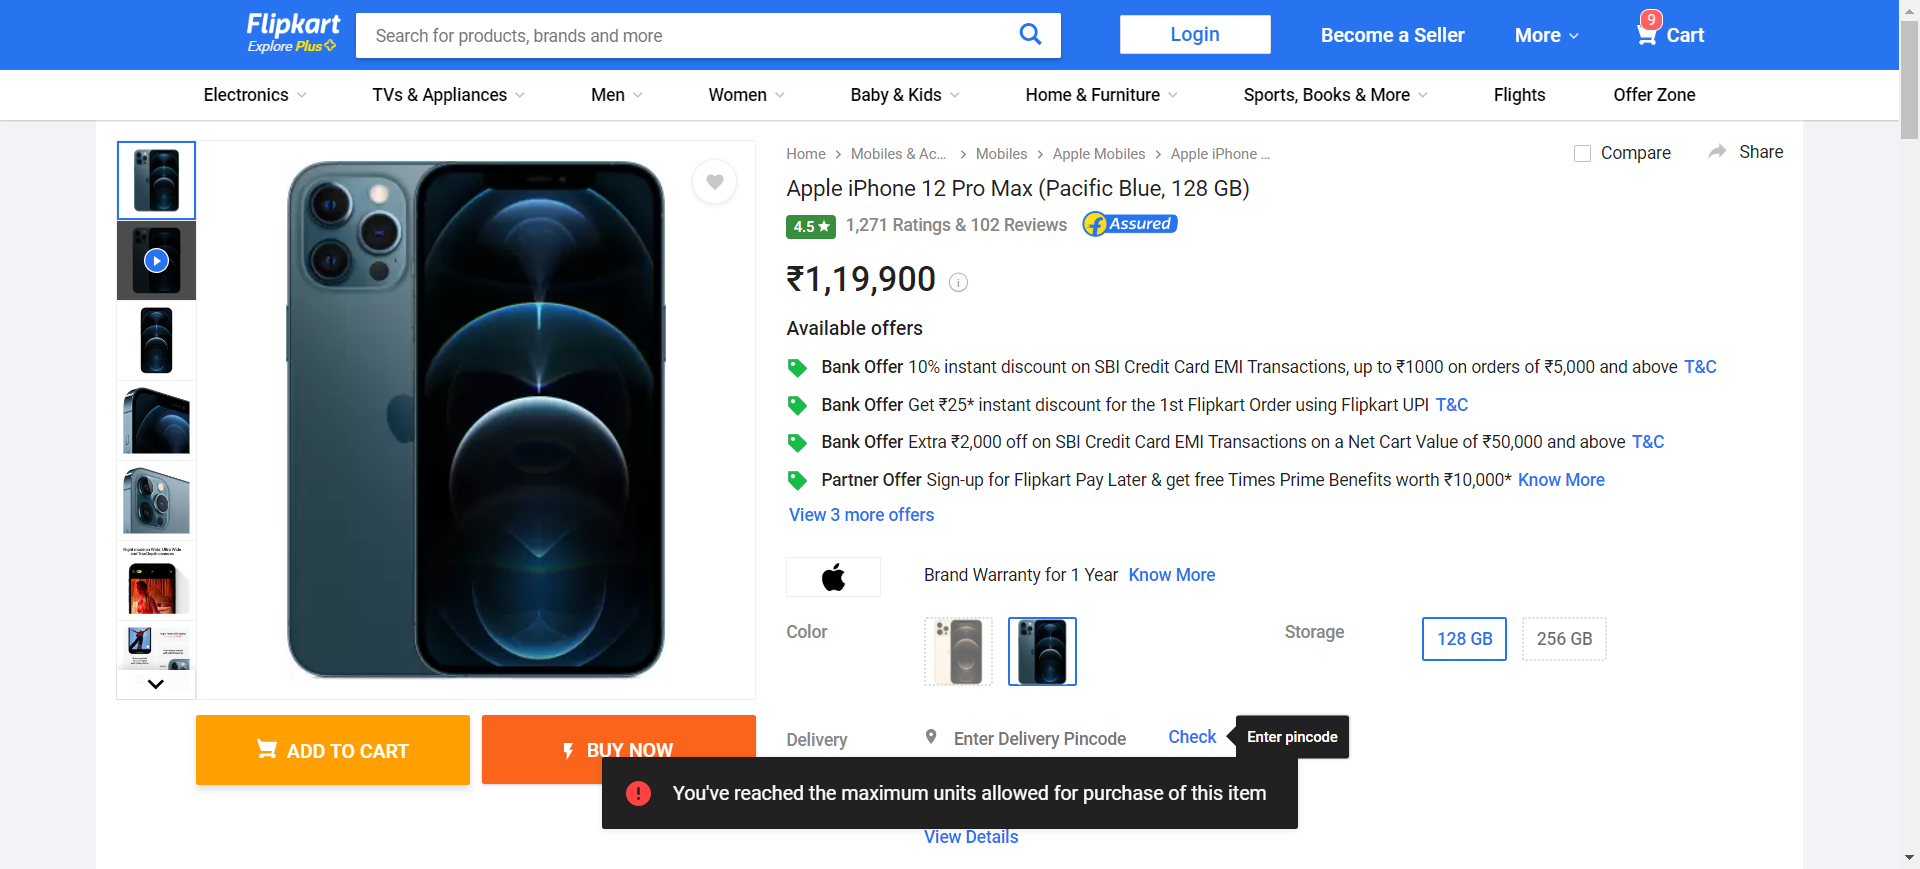 Flipkart
Explore Plus
Search for products, brands and more
Login
Become a Seller
More
9
Cart
Electronics
TVs & Appliances
Men
Women
Baby & Kids
Home & Furniture
Sports, Books & More
Flights
Offer Zone
Home
Mobiles & Ac...
Mobiles
Apple Mobiles
Apple iPhone ...
Compare
Share
Apple iPhone 12 Pro Max (Pacific Blue, 128 GB)
4.5★
1,271 Ratings & 102 Reviews
Assured
₹1,19,900
Available offers
Bank Offer 10% instant discount on SBI Credit Card EMI Transactions, up to ₹1000 on orders of ₹5,000 and above T&C
Bank Offer Get ₹25* instant discount for the 1st Flipkart Order using Flipkart UPI T&C
Bank Offer Extra ₹2,000 off on SBI Credit Card EMI Transactions on a Net Cart Value of ₹50,000 and above T&C
Partner Offer Sign-up for Flipkart Pay Later & get free Times Prime Benefits worth ₹10,000* Know More
View 3 more offers
Brand Warranty for 1 Year Know More
Color
Storage
128 GB
256 GB
ADD TO CART
BUY NOW
Delivery
Enter Delivery Pincode
Check
Enter pincode
You've reached the maximum units allowed for purchase of this item
View Details